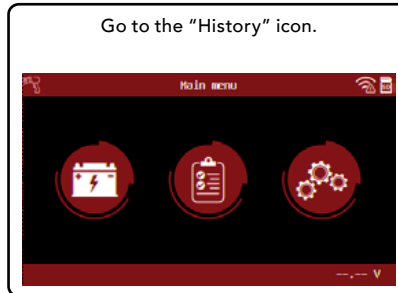 Go to the “History” icon.
Main menu
--.-- V